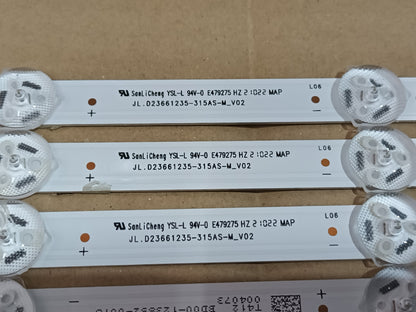 SanLiCheng YSL-L 94V-0 E479275 HZ 21022 MAP
JL.D23661235-315AS-M_V02
L06
+
SanLiCheng YSL-L 94V-0 E479275 HZ 21022 MAP
JL.D23661235-315AS-M_V02
L06
+
SanLiCheng YSL-L 94V-0 E479275 HZ 21022 MAP
JL.D23661235-315AS-M_V02
L06
+
T412
004073